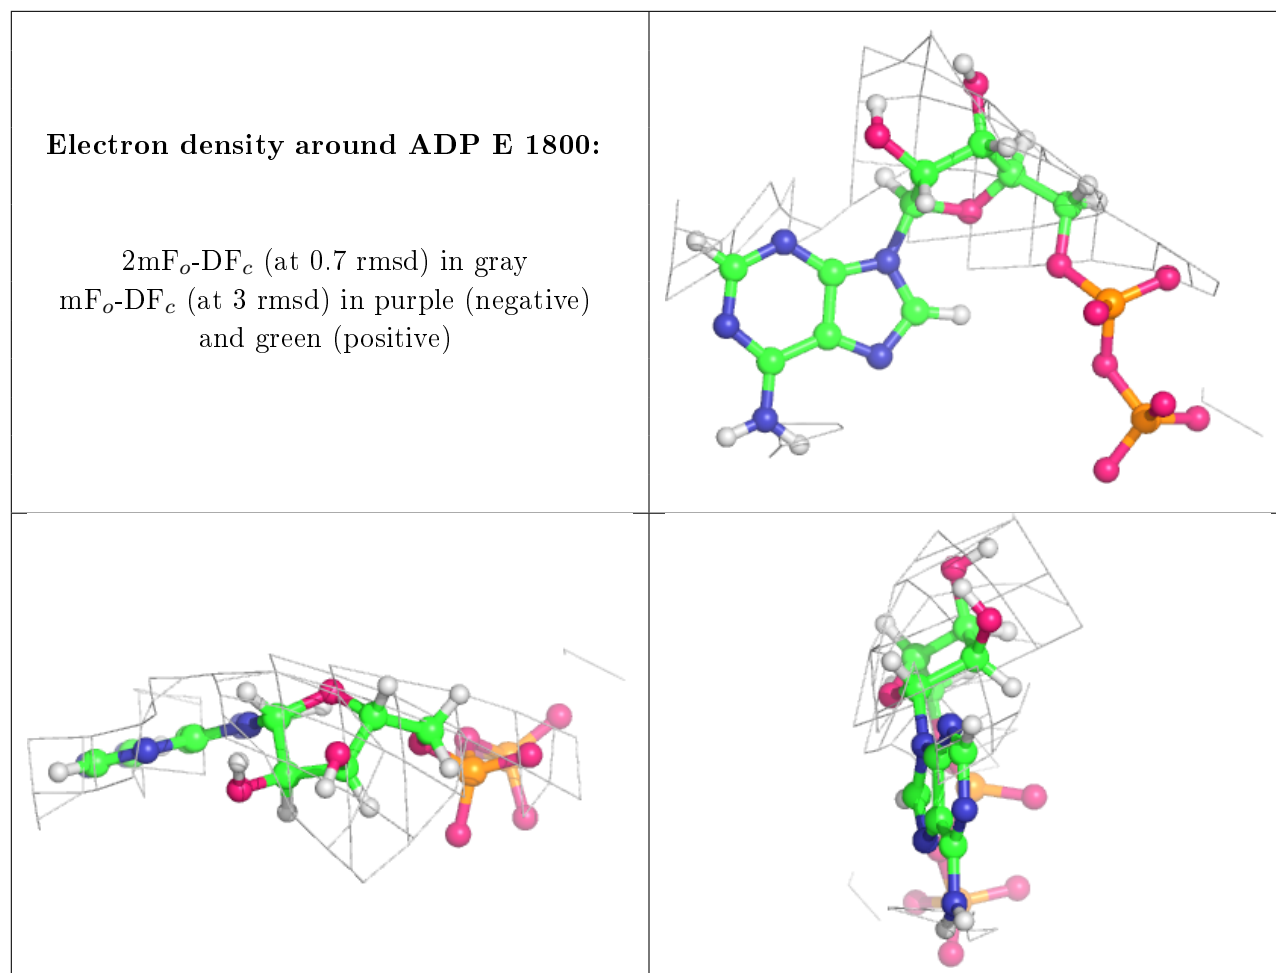 Electron density around ADP E 1800:
2mFo-DFc (at 0.7 rmsd) in gray
mFo-DFc (at 3 rmsd) in purple (negative)
and green (positive)